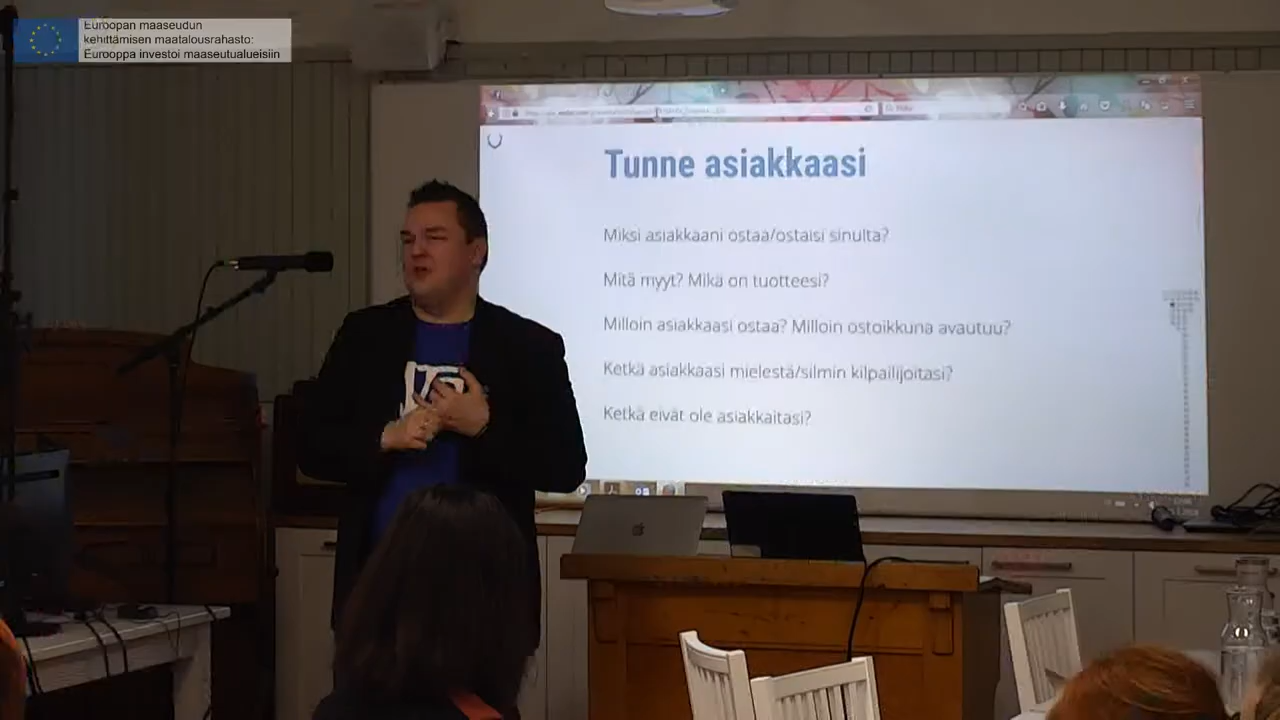 Euroopan maaseudun
kehittämisen maatalousrahasto:
Eurooppa investoi maaseutualueisiin
Tunne asiakkaasi
Miksi asiakkaani ostaa/ostaisi sinulta?
Mitä myyt? Mikä on tuotteesi?
Milloin asiakkaasi ostaa? Milloin ostoikkuna avautuu?
Ketkä asiakkaasi mielestä/silmin kilpailijoitasi?
Ketkä eivät ole asiakkaitasi?